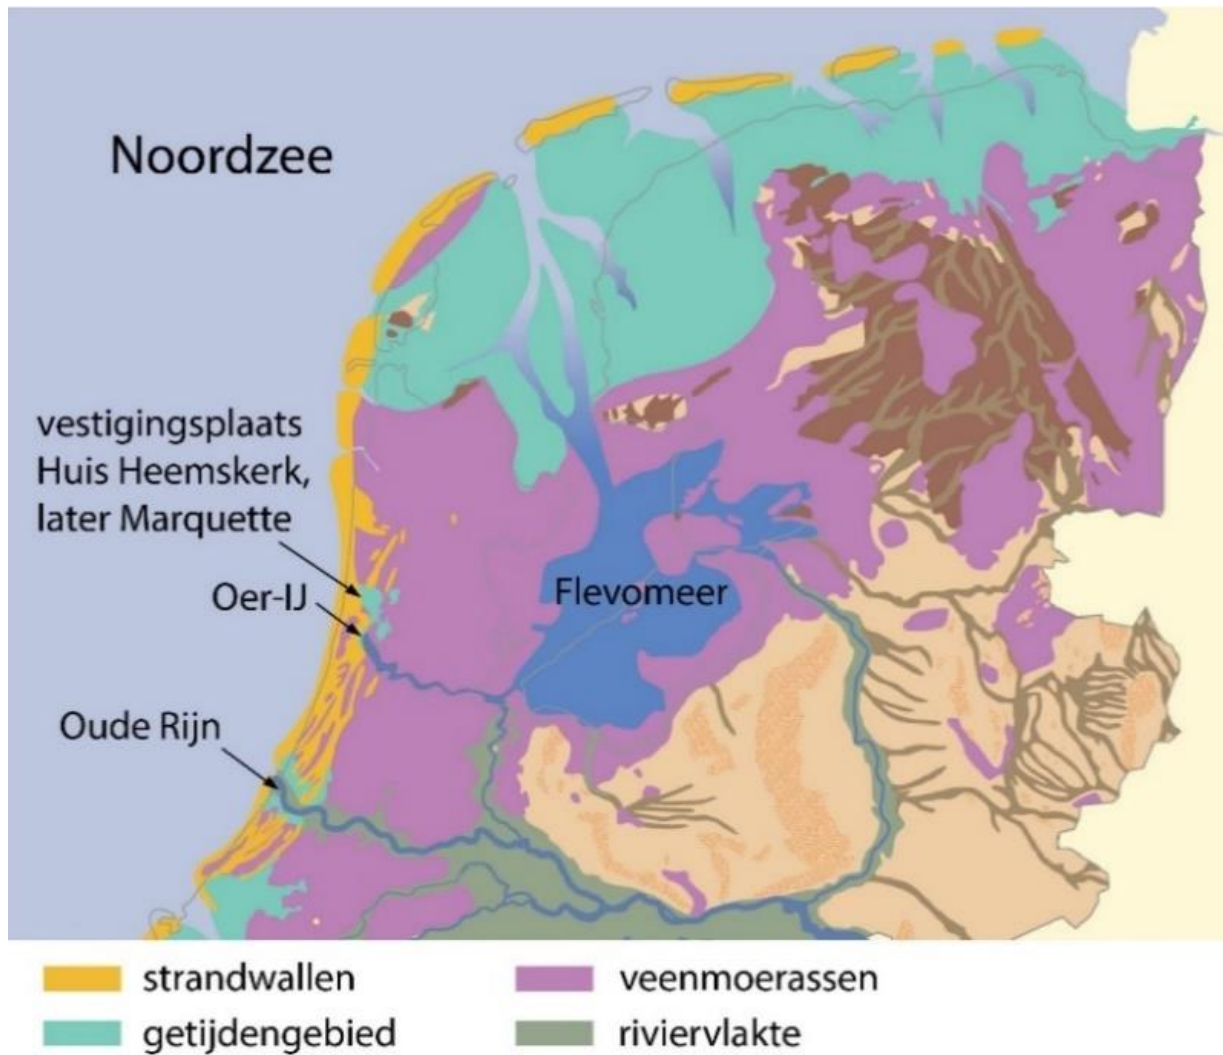 Noordzee
vestigingsplaats
Huis Heemskerk,
later Marquette
Oer-IJ
Flevomeer
Oude Rijn
strandwallen
veenmoerassen
getijdengebied
riviervlakte